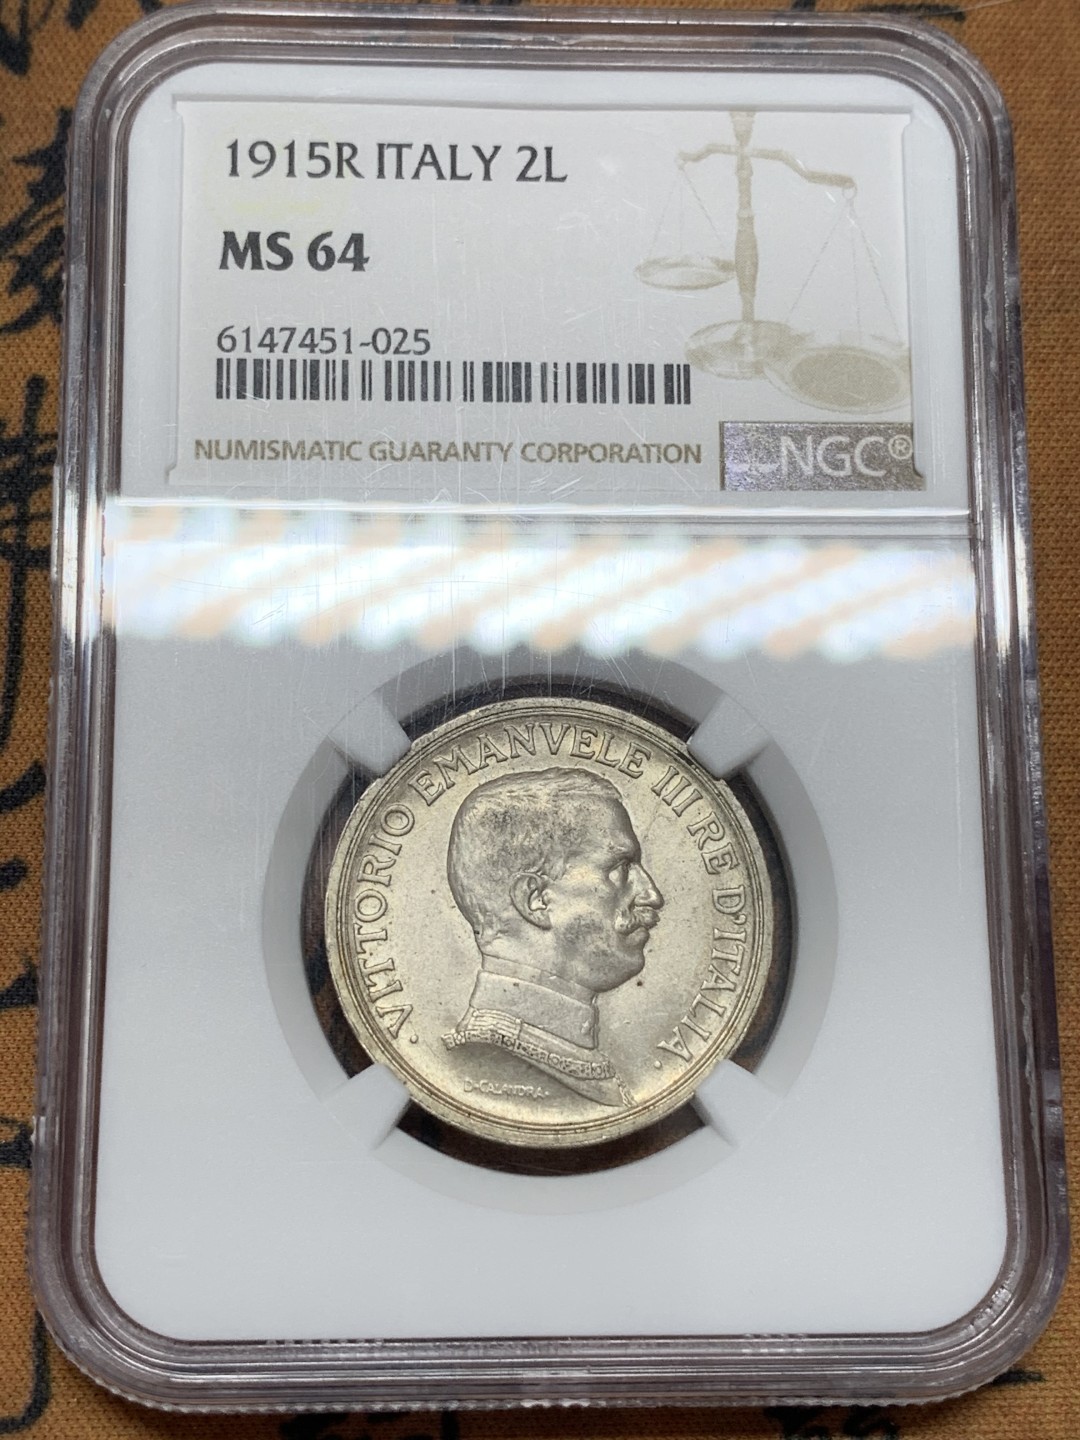 1915R ITALY 2L
MS 64
6147451-025
NUMISMATIC GUARANTY CORPORATION
NGC®
· VITTORIO EMANVELE III · RE D'ITALIA ·
D·CALANDRA·